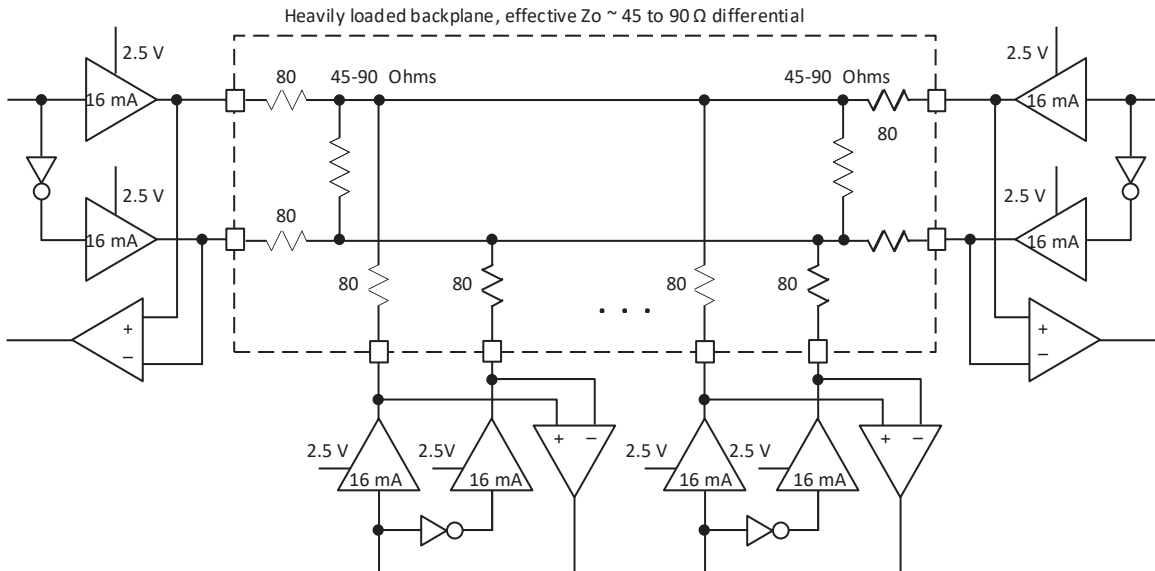 Heavily loaded backplane, effective Zo ~ 45 to 90 Ω differential
2.5 V
2.5 V
80
45-90 Ohms
45-90 Ohms
16 mA
16 mA
80
2.5 V
2.5 V
80
16 mA
16 mA
80
80
80
80
+
−
. . .
+
−
+
−
+
−
2.5 V
2.5V
2.5 V
2.5 V
16 mA
16 mA
16 mA
16 mA